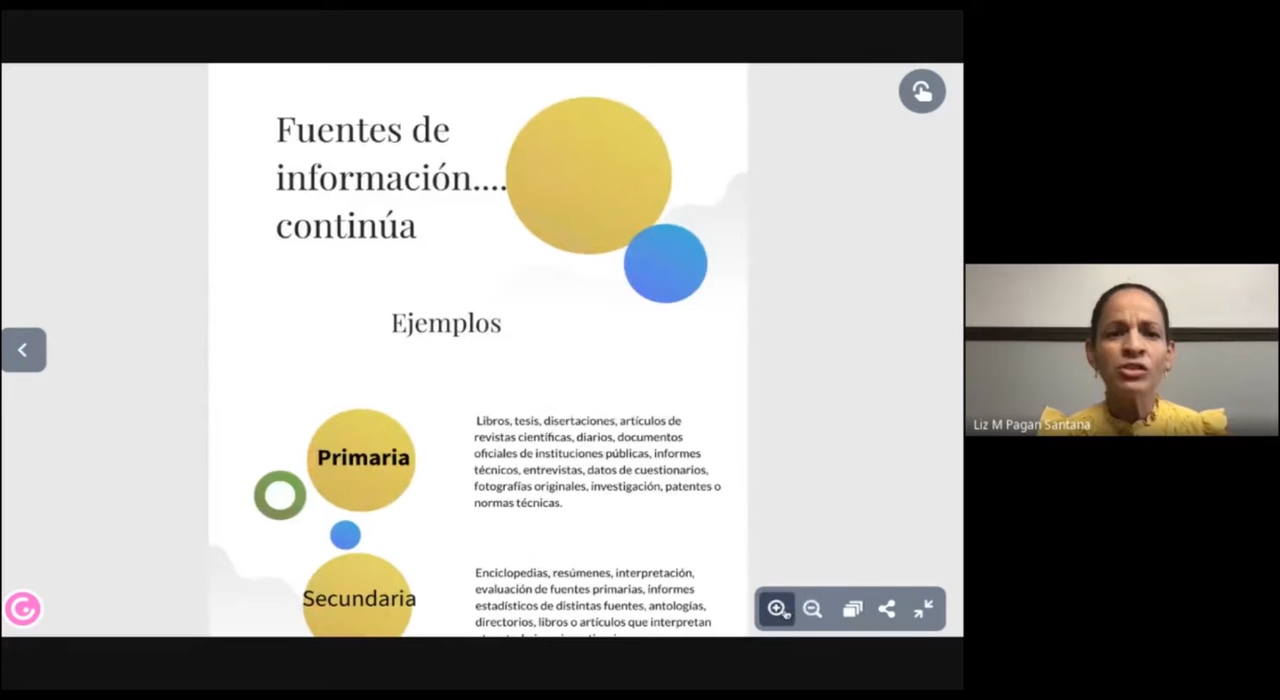 Fuentes de
información....
continúa
Ejemplos
Primaria
Libros, tesis, disertaciones, artículos de
revistas científicas, diarios, documentos
oficiales de instituciones públicas, informes
técnicos, entrevistas, datos de cuestionarios,
fotografías originales, investigación, patentes o
normas técnicas.
Secundaria
Enciclopedias, resúmenes, interpretación,
evaluación de fuentes primarias, informes
estadísticos de distintas fuentes, antologías,
directorios, libros o artículos que interpretan
Liz M Pagan Santana